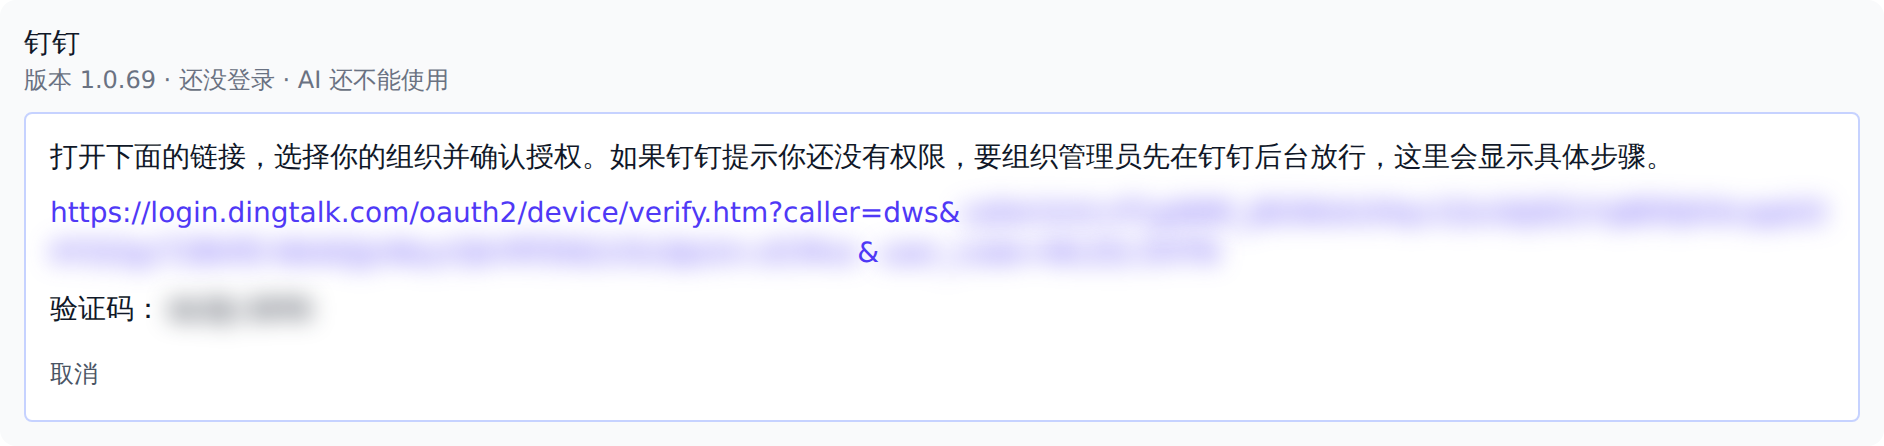 钉钉
版本 1.0.69 · 还没登录 · AI 还不能使用
打开下面的链接，选择你的组织并确认授权。如果钉钉提示你还没有权限，要组织管理员先在钉钉后台放行，这里会显示具体步骤。
https://login.dingtalk.com/oauth2/device/verify.htm?caller=dws&
&
验证码：
取消